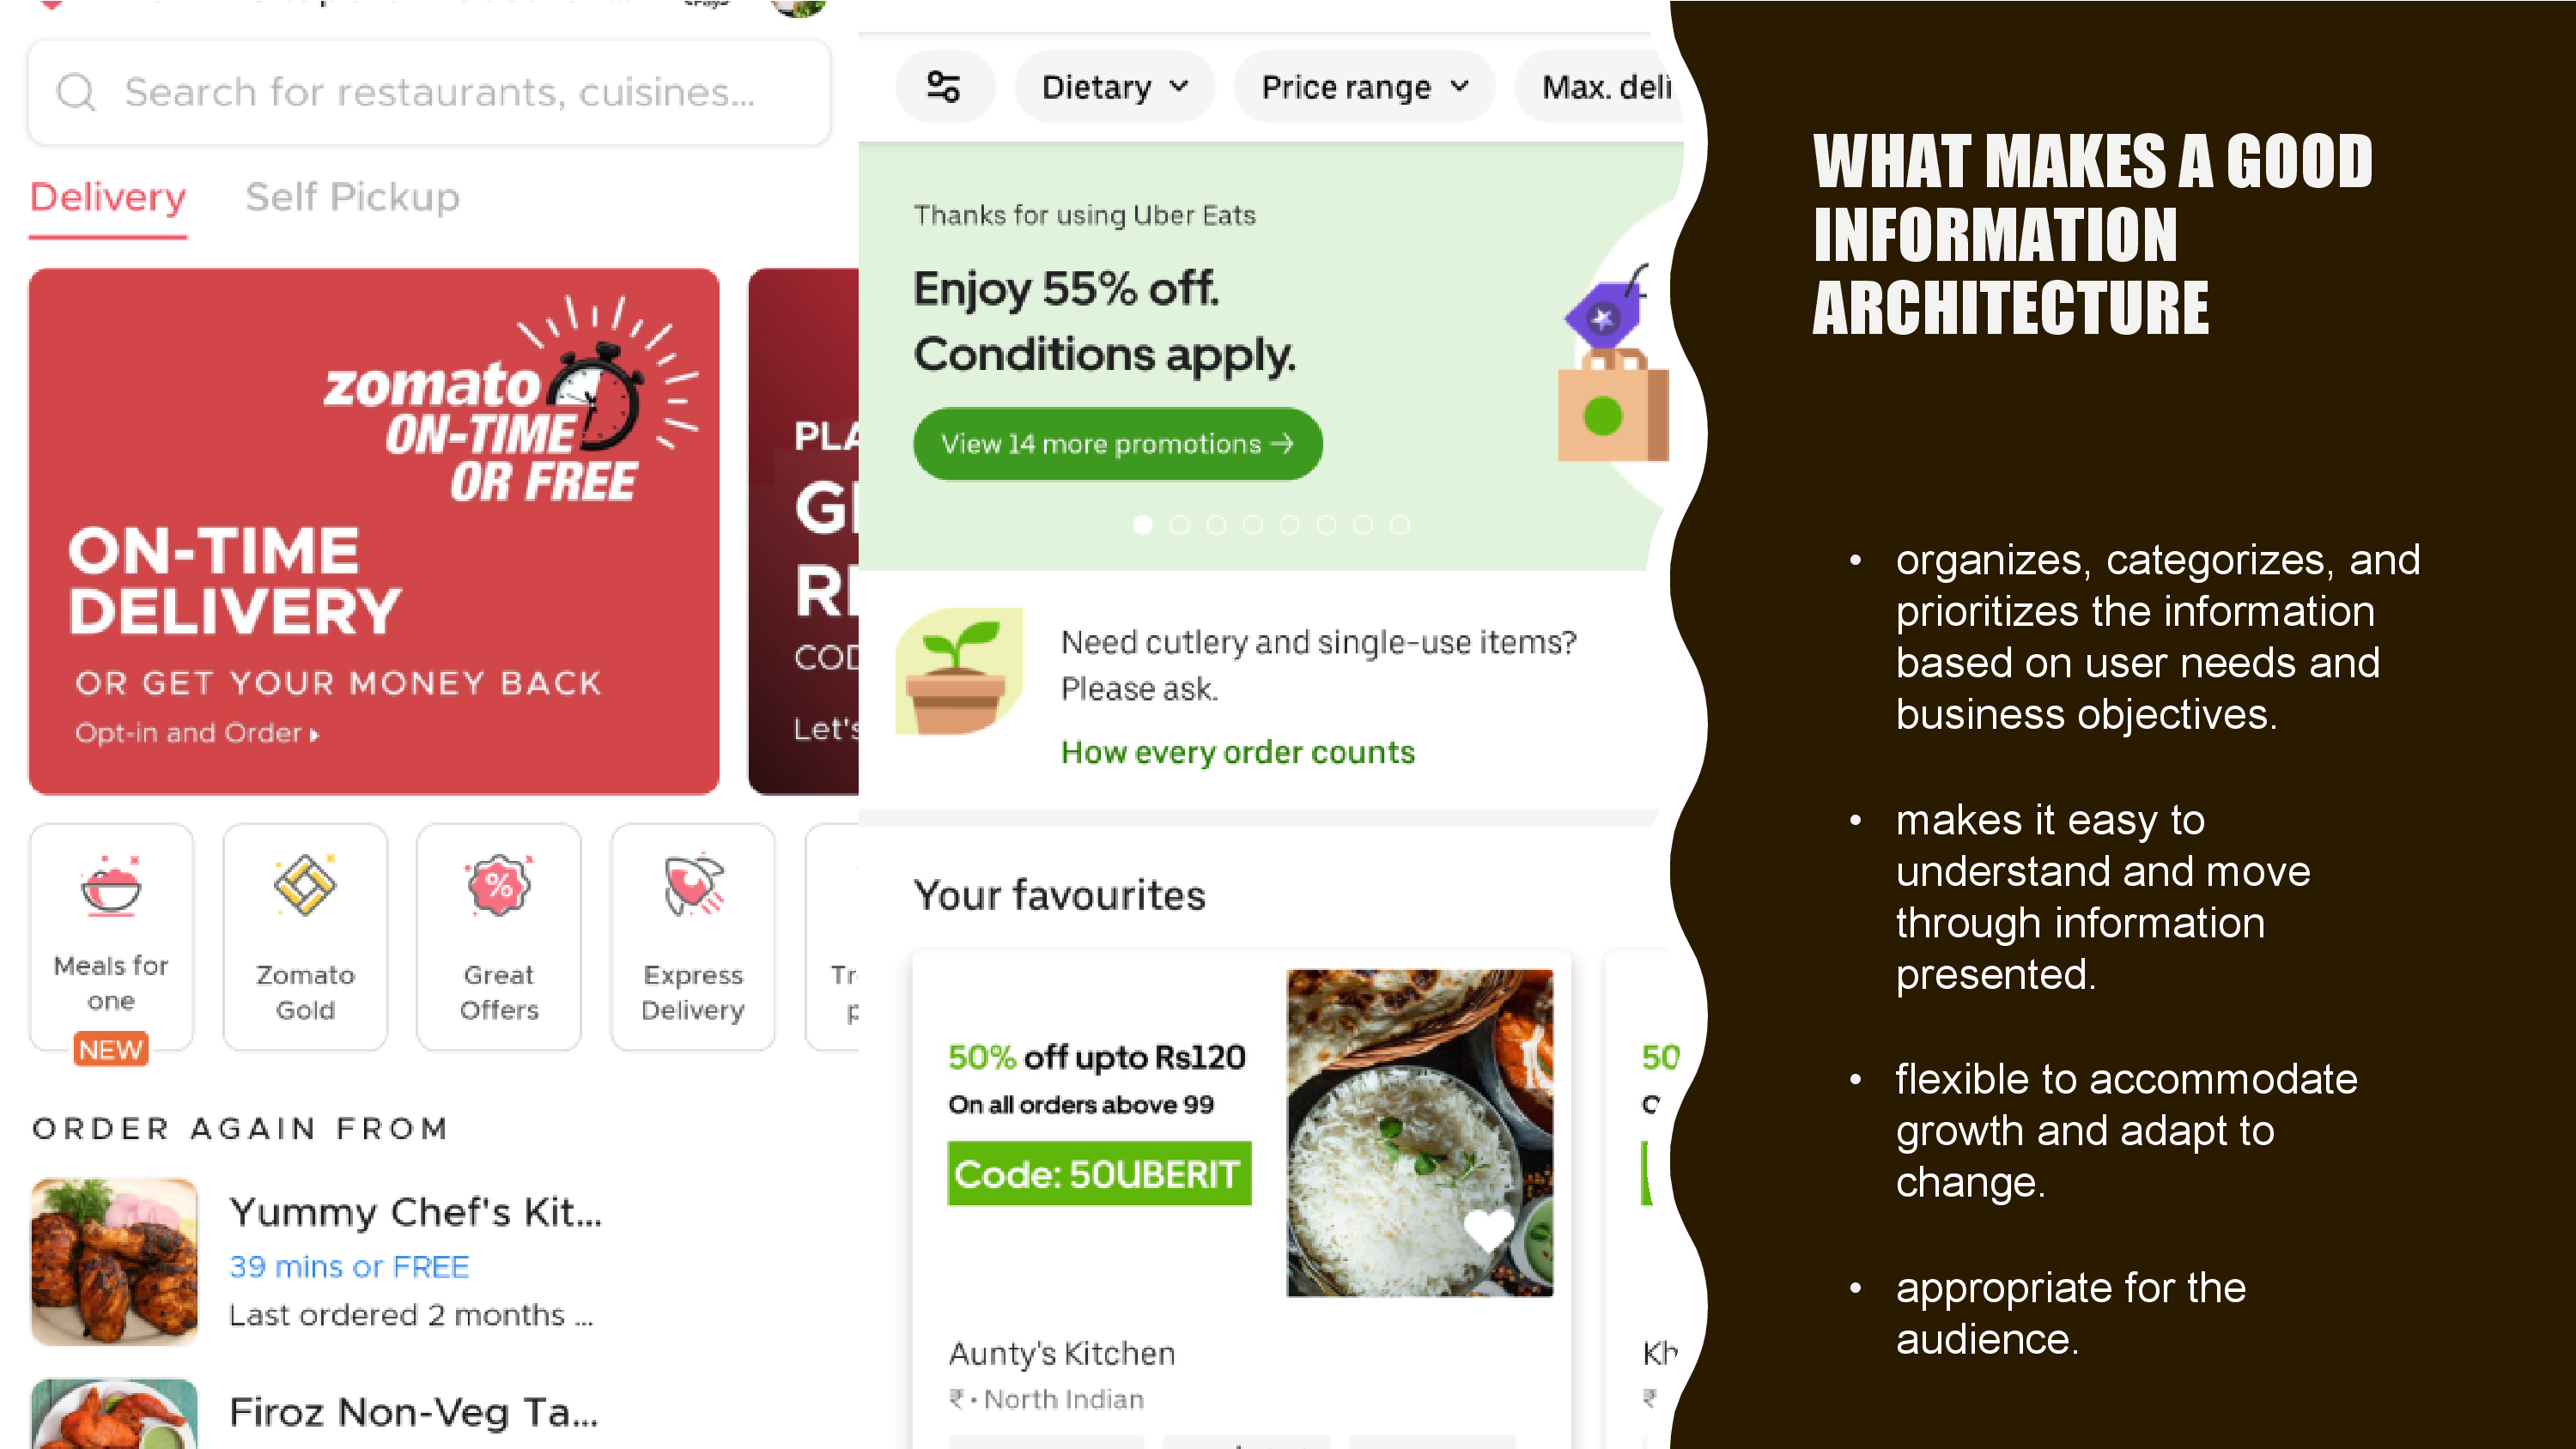 Search for restaurants, cuisines...
Delivery
Self Pickup
zomato
ON-TIME
OR FREE
ON-TIME
DELIVERY
OR GET YOUR MONEY BACK
Opt-in and Order
PLA
COD
Let's
%
Meals for
one
NEW
Zomato
Gold
Great
Offers
Express
Delivery
Tr
ORDER AGAIN FROM
Yummy Chef's Kit...
39 mins or FREE
Last ordered 2 months ...
Firoz Non-Veg Ta...
Dietary
Price range
Max. deli
Thanks for using Uber Eats
Enjoy 55% off.
Conditions apply.
View 14 more promotions →
Need cutlery and single-use items?
Please ask.
How every order counts
Your favourites
50% off upto Rs120
On all orders above 99
Code: 50UBERIT
Aunty's Kitchen
₹ • North Indian
50
Kh
₹
WHAT MAKES A GOOD
INFORMATION
ARCHITECTURE
• organizes, categorizes, and
prioritizes the information
based on user needs and
business objectives.
• makes it easy to
understand and move
through information
presented.
• flexible to accommodate
growth and adapt to
change.
• appropriate for the
audience.